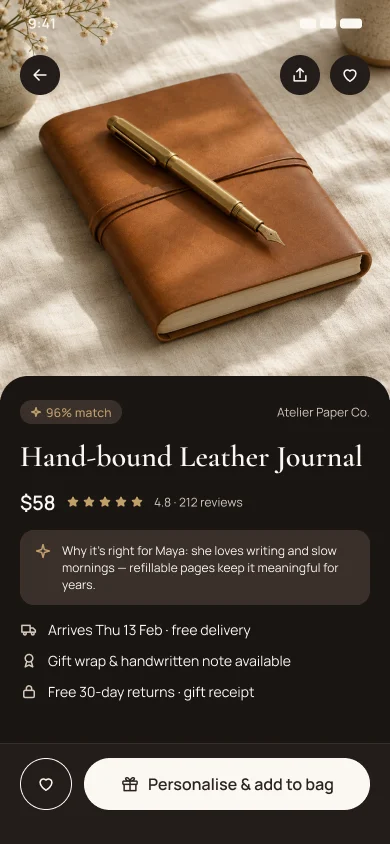 9:41
96% match
Atelier Paper Co.
Hand-bound Leather Journal
$58
4.8 · 212 reviews
Why it's right for Maya: she loves writing and slow
mornings — refillable pages keep it meaningful for
years.
Arrives Thu 13 Feb · free delivery
Gift wrap & handwritten note available
Free 30-day returns · gift receipt
Personalise & add to bag